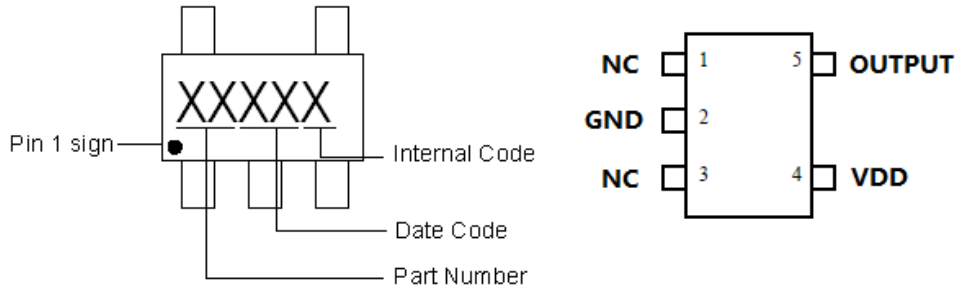 XXXXX
Pin 1 sign
Internal Code
Date Code
Part Number
NC 1 5 OUTPUT
GND 2
NC 3 4 VDD